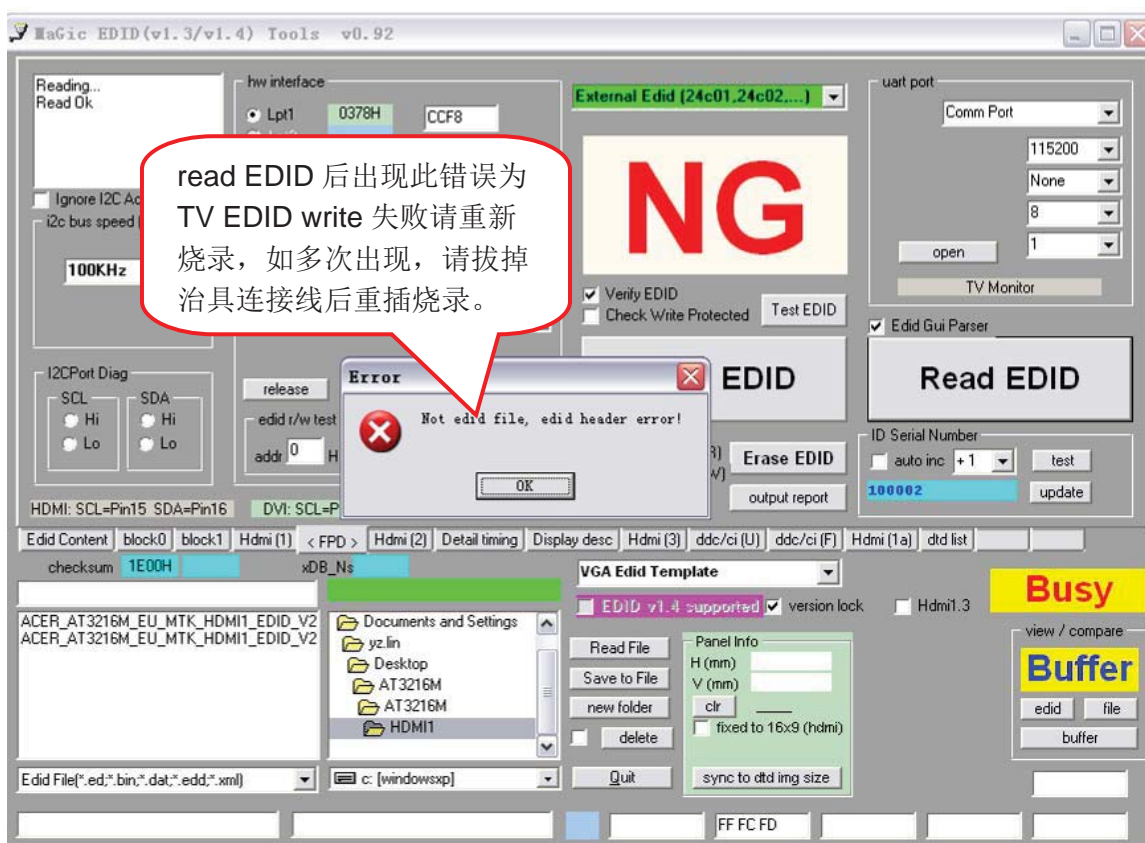 MaGic EDID(v1.3/v1.4) Tools v0.92
Reading...
Read Ok
hw interface
Lpt1 0378H CCF8
External Edid (24c01,24c02,...)
uart port
Comm Port
115200
None
8
1
open
TV Monitor
Ignore I2C
i2c bus speed
100KHz
read EDID 后出现此错误为
TV EDID write 失败请重新
烧录，如多次出现，请拔掉
治具连接线后重插烧录。
NG
Verify EDID
Check Write Protected
Test EDID
Edid Gui Parser
EDID
Read EDID
I2CPort Diag
SCL SDA
Hi Hi
Lo Lo
release
edid r/w test
addr 0 H
Error
Not edid file, edid header error!
OK
Erase EDID
output report
ID Serial Number
auto inc +1 test
100002 update
HDMI: SCL=Pin15 SDA=Pin16
DVI: SCL=P
Edid Content block0 block1 Hdmi (1) < FPD > Hdmi (2) Detail timing Display desc Hdmi (3) ddc/ci (U) ddc/ci (F) Hdmi (1a) dtd list
checksum 1E00H xDB_Ns
VGA Edid Template
EDID v1.4 supported version lock Hdmi1.3
Busy
ACER_AT3216M_EU_MTK_HDMI1_EDID_V2
ACER_AT3216M_EU_MTK_HDMI1_EDID_V2
Documents and Settings
yz.lin
Desktop
AT3216M
AT3216M
HDMI1
Read File
Save to File
new folder
delete
Quit
Panel Info
H (mm)
V (mm)
clr
fixed to 16x9 (hdmi)
sync to dtd img size
view / compare
Buffer
edid file
buffer
Edid File(*.ed;*.bin;*.dat;*.edd;*.xml)
c: [windowsxp]
FF FC FD